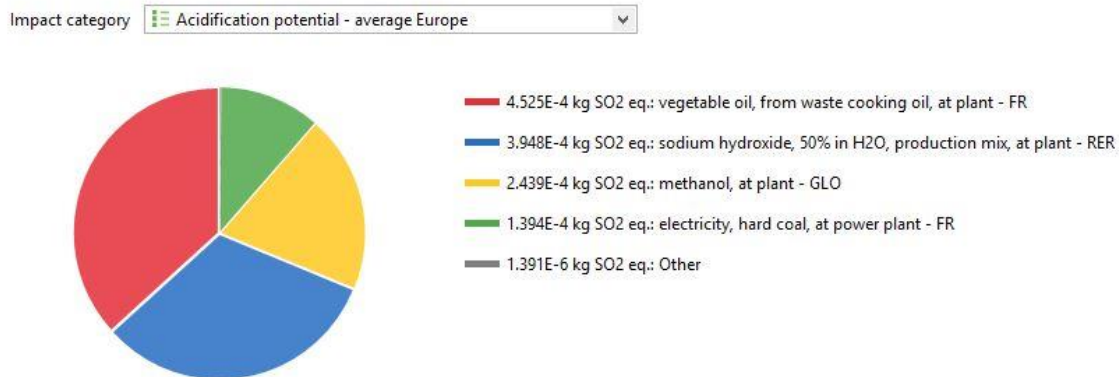 Impact category Acidification potential - average Europe
4.525E-4 kg SO2 eq.: vegetable oil, from waste cooking oil, at plant - FR
3.948E-4 kg SO2 eq.: sodium hydroxide, 50% in H2O, production mix, at plant - RER
2.439E-4 kg SO2 eq.: methanol, at plant - GLO
1.394E-4 kg SO2 eq.: electricity, hard coal, at power plant - FR
1.391E-6 kg SO2 eq.: Other